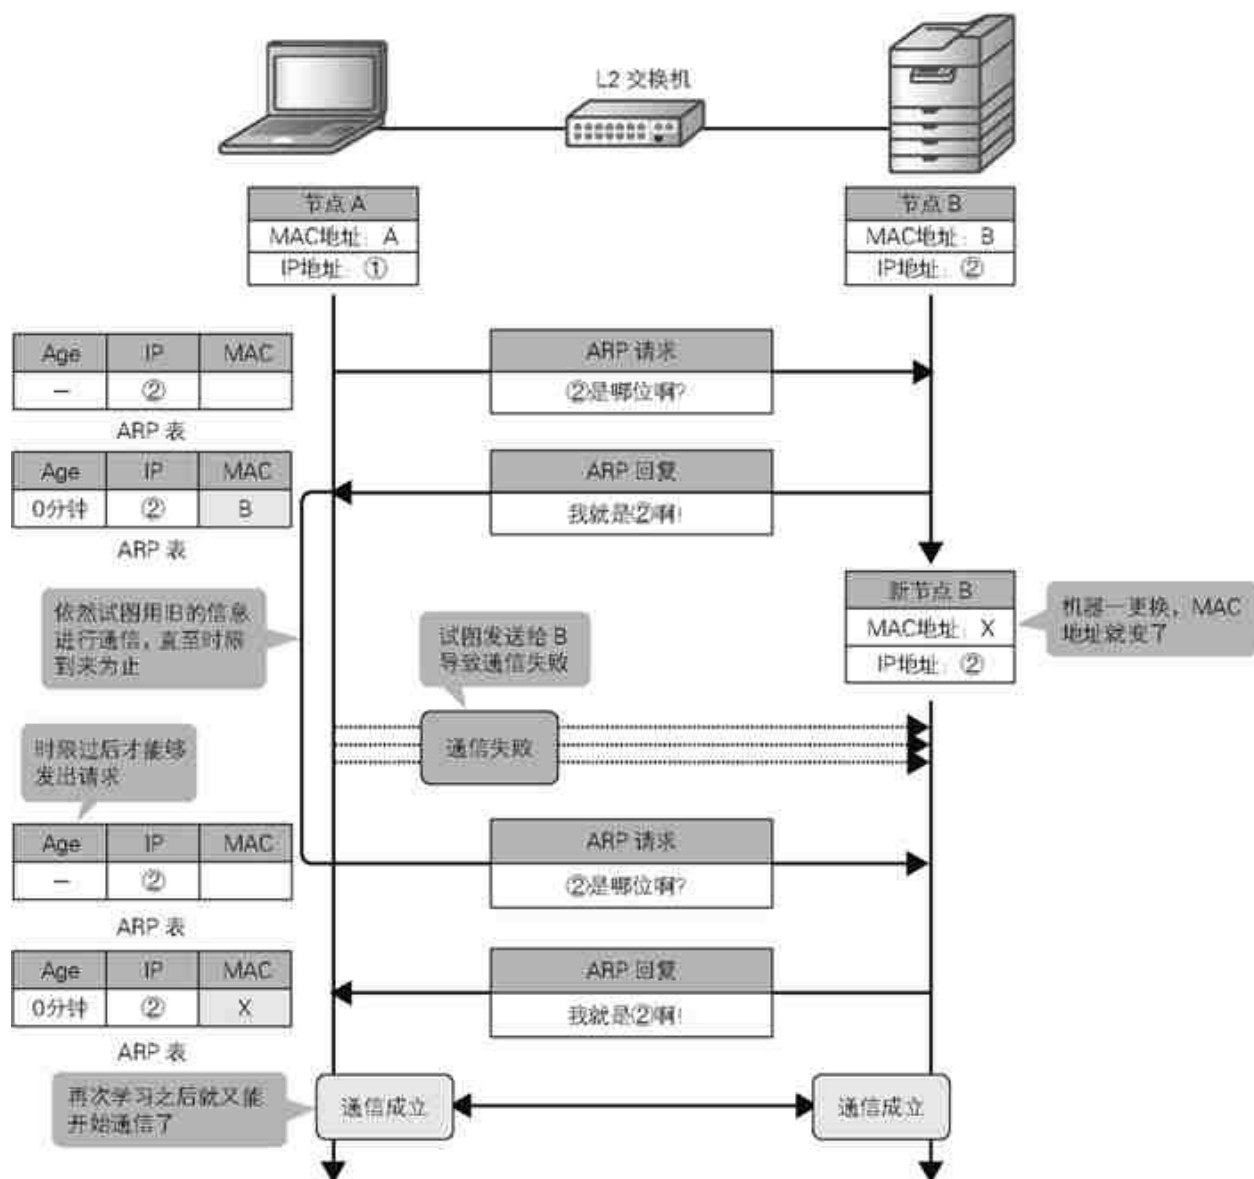 L2 交换机
节点 A
MAC地址：A
IP地址：①
节点 B
MAC地址：B
IP地址：②
Age IP MAC
— ②
ARP 表
ARP 请求
②是哪位啊?
Age IP MAC
0分钟 ② B
ARP 表
ARP 回复
我就是②啊!
新节点 B
MAC地址：X
IP地址：②
机器一更换，MAC
地址就变了
依然试图用旧的信息
进行通信，直至时限
到来为止
试图发送给 B
导致通信失败
通信失败
时限过后才能够
发出请求
Age IP MAC
— ②
ARP 表
ARP 请求
②是哪位啊?
Age IP MAC
0分钟 ② X
ARP 表
ARP 回复
我就是②啊!
再次学习之后就又能
开始通信了
通信成立
通信成立